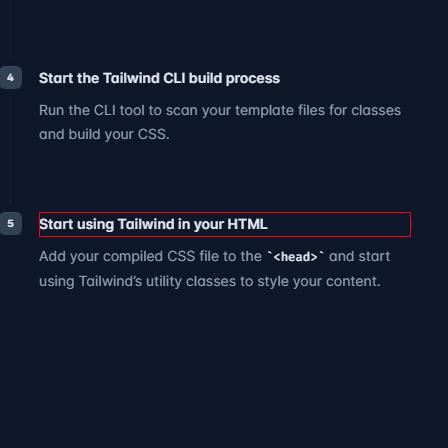 4
Start the Tailwind CLI build process
Run the CLI tool to scan your template files for classes
and build your CSS.
5
Start using Tailwind in your HTML
Add your compiled CSS file to the `<head>` and start
using Tailwind’s utility classes to style your content.